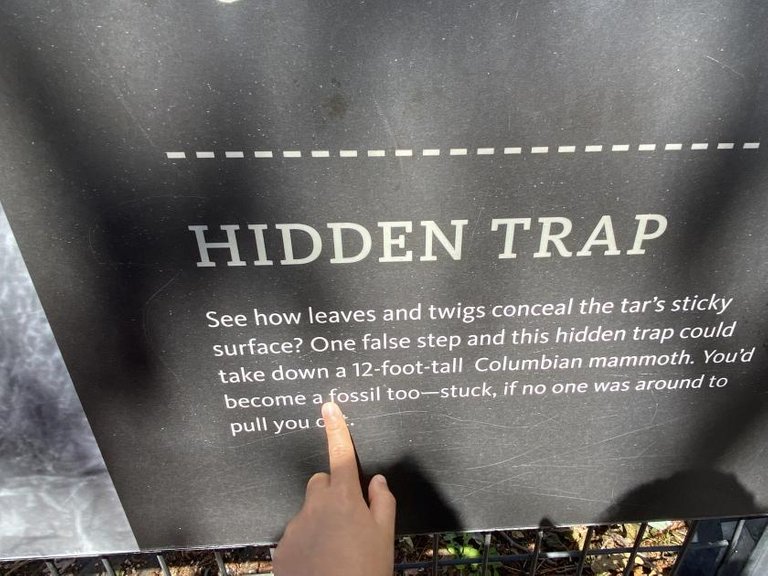 HIDDEN TRAP
See how leaves and twigs conceal the tar's sticky
surface? One false step and this hidden trap could
take down a 12-foot-tall Columbian mammoth. You'd
become a fossil too—stuck, if no one was around to
pull you